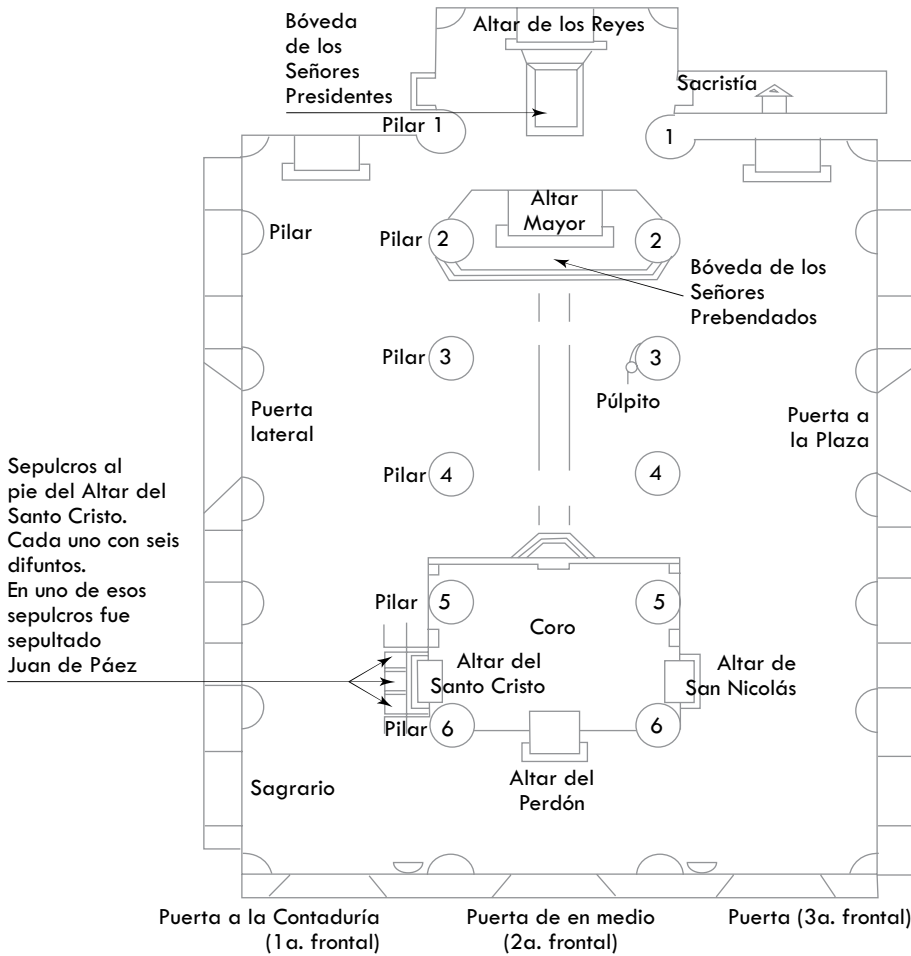 Bóveda
de los
Señores
Presidentes
Altar de los Reyes
Sacristía
Pilar 1
1
Altar
Mayor
Pilar
Pilar 2
2
Bóveda de los
Señores
Prebendados
Pilar 3
3
Púlpito
Puerta
lateral
Puerta a
la Plaza
Pilar 4
4
Sepulcros al
pie del Altar del
Santo Cristo.
Cada uno con seis
difuntos.
En uno de esos
sepulcros fue
sepultado
Juan de Páez
Pilar 5
5
Coro
Altar del
Santo Cristo
Altar de
San Nicolás
Pilar 6
6
Altar del
Perdón
Sagrario
Puerta a la Contaduría
(1a. frontal)
Puerta de en medio
(2a. frontal)
Puerta (3a. frontal)